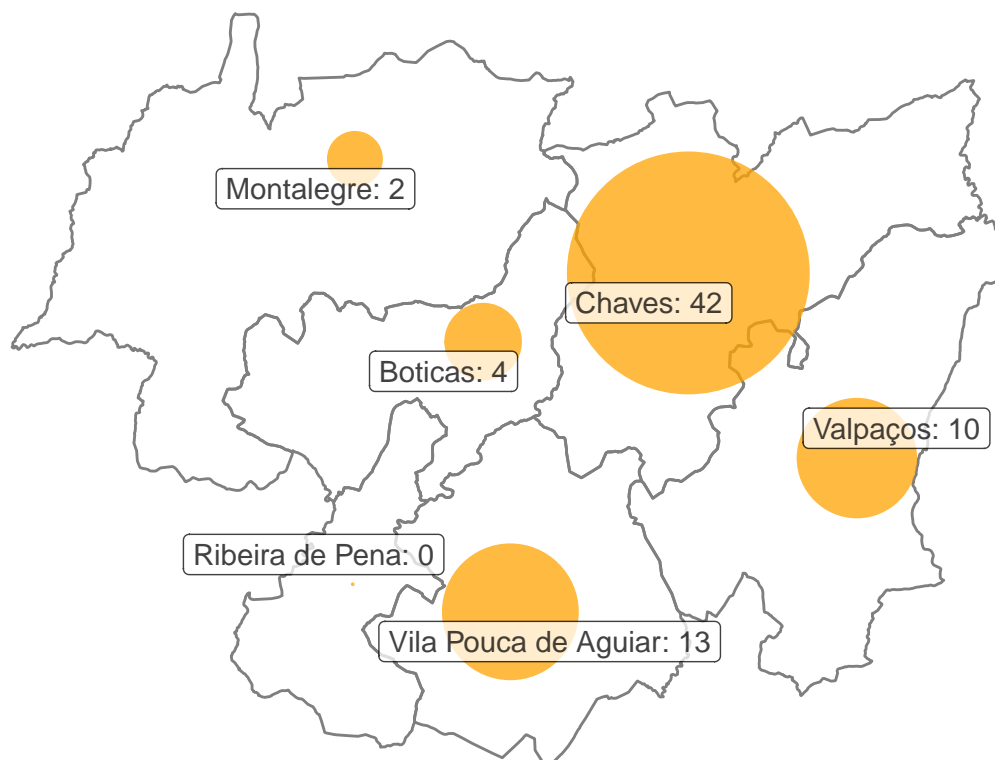 Montalegre: 2
Chaves: 42
Boticas: 4
Valpaços: 10
Ribeira de Pena: 0
Vila Pouca de Aguiar: 13